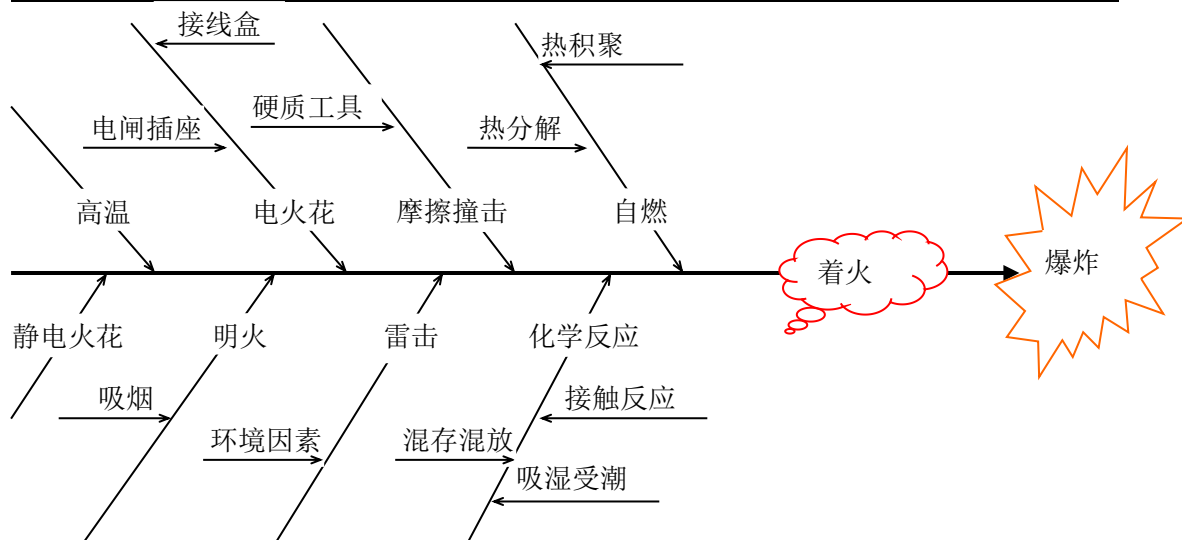 接线盒
热积聚
硬质工具
电闸插座
热分解
高温
电火花
摩擦撞击
自燃
着火
爆炸
静电火花
明火
雷击
化学反应
吸烟
接触反应
环境因素
混存混放
吸湿受潮